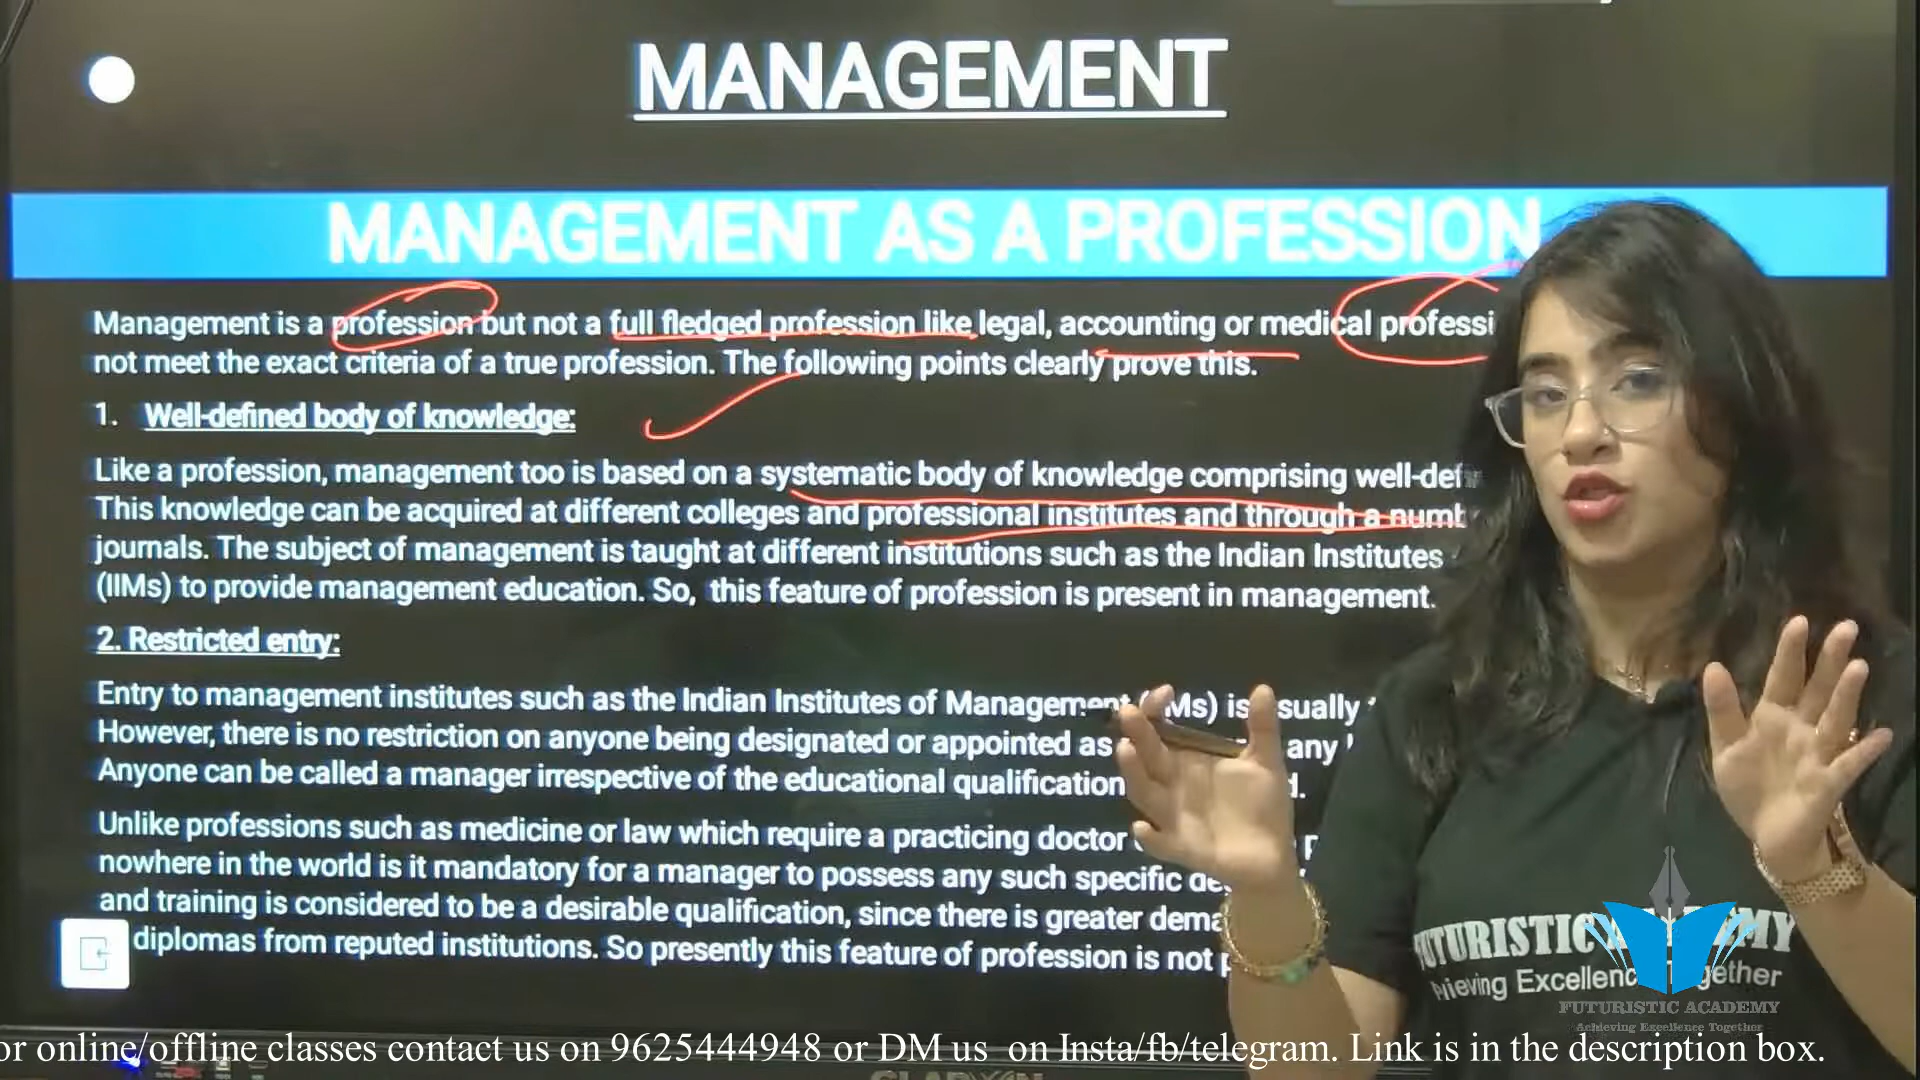 MANAGEMENT
MANAGEMENT AS A PROFESSION
Management is a profession but not a full fledged profession like legal, accounting or medical
not meet the exact criteria of a true profession. The following points clearly prove this.
1. Well-defined body of knowledge:
Like a profession, management too is based on a systematic body of knowledge comprising
This knowledge can be acquired at different colleges and professional institutes and through a
journals. The subject of management is taught at different institutions such as the Indian Institutes
(IIMs) to provide management education. So, this feature of profession is present in management.
2. Restricted entry:
Entry to management institutes such as the Indian Institutes of Management
However, there is no restriction on anyone being designated or appointed as any
Anyone can be called a manager irrespective of the educational qualification
Unlike professions such as medicine or law which require a practicing doctor
nowhere in the world is it mandatory for a manager to possess any such specific
and training is considered to be a desirable qualification, since there is greater
diplomas from reputed institutions. So presently this feature of profession is not
FUTURISTIC
Excellence Together
FUTURISTIC ACADEMY
Achieving Excellence Together
or online/offline classes contact us on 9625444948 or DM us on Insta/fb/telegram. Link is in the description box.